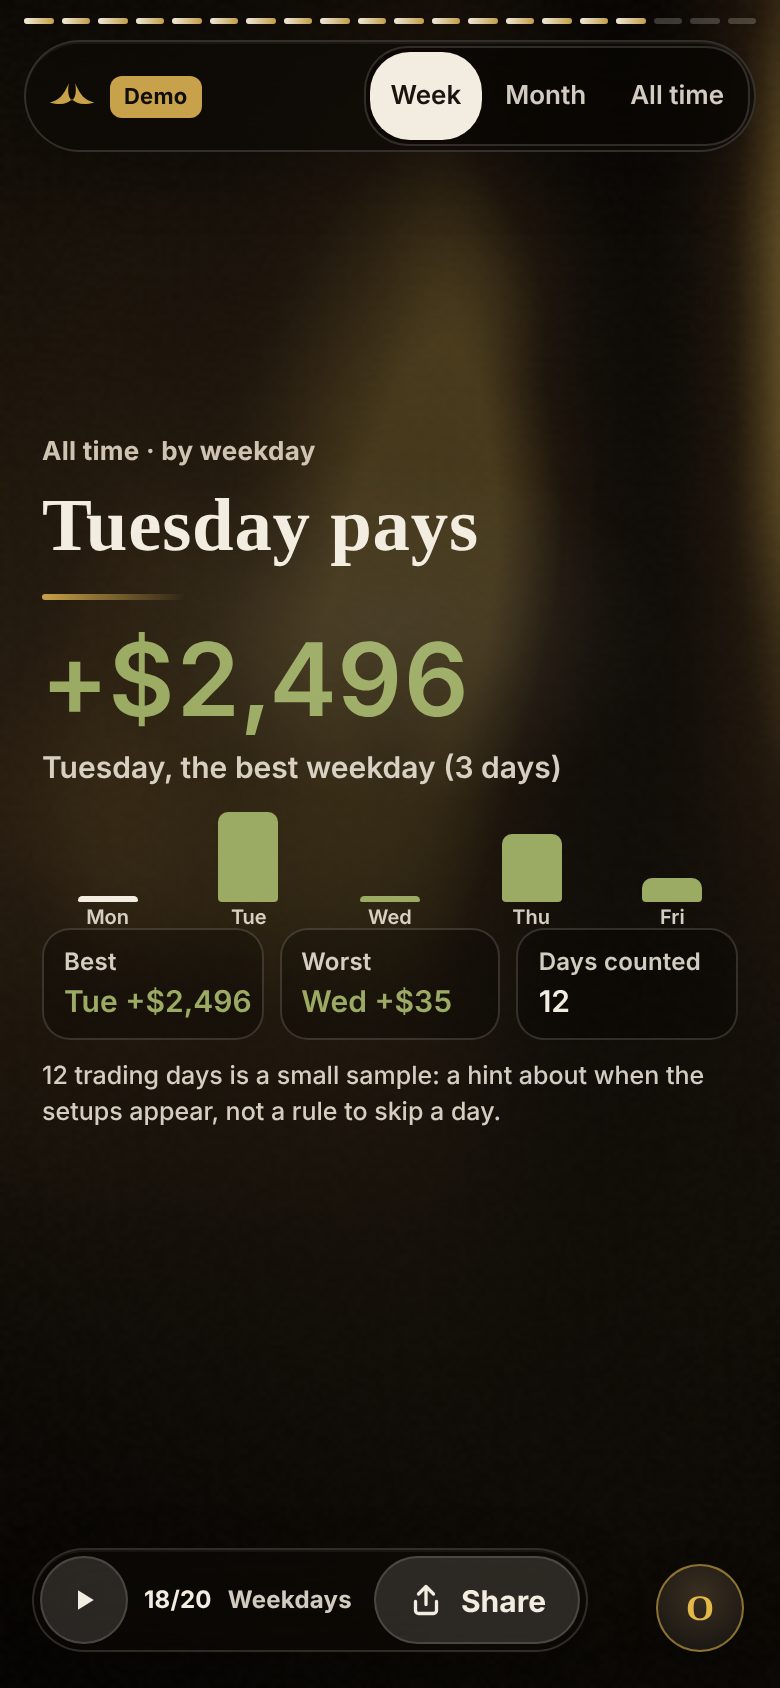 Demo
Week
Month
All time
All time · by weekday
Tuesday pays
+$2,496
Tuesday, the best weekday (3 days)
Mon
Tue
Wed
Thu
Fri
Best
Tue +$2,496
Worst
Wed +$35
Days counted
12
12 trading days is a small sample: a hint about when the
setups appear, not a rule to skip a day.
18/20 Weekdays
Share
O